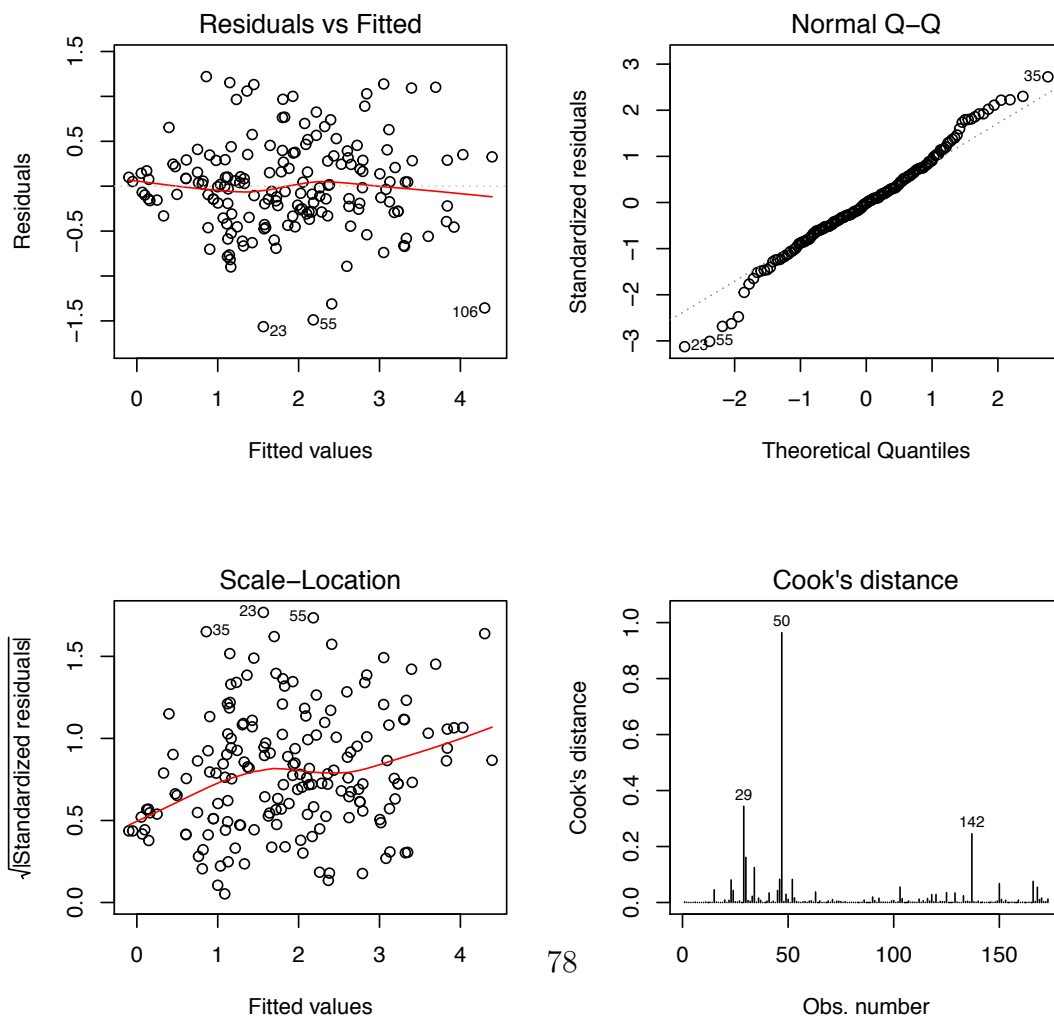 Residuals vs Fitted
Residuals
1.5
0.5
−0.5
−1.5
23
55
106
0 1 2 3 4
Fitted values
Normal Q−Q
Standardized residuals
3
2
1
0
−1
−2
−3
35
23
55
−2 −1 0 1 2
Theoretical Quantiles
Scale−Location
√|Standardized residuals|
1.5
1.0
0.5
0.0
23
55
35
0 1 2 3 4
Fitted values
Cook's distance
Cook's distance
1.0
0.8
0.6
0.4
0.2
0.0
50
29
142
0 50 100 150
Obs. number
78